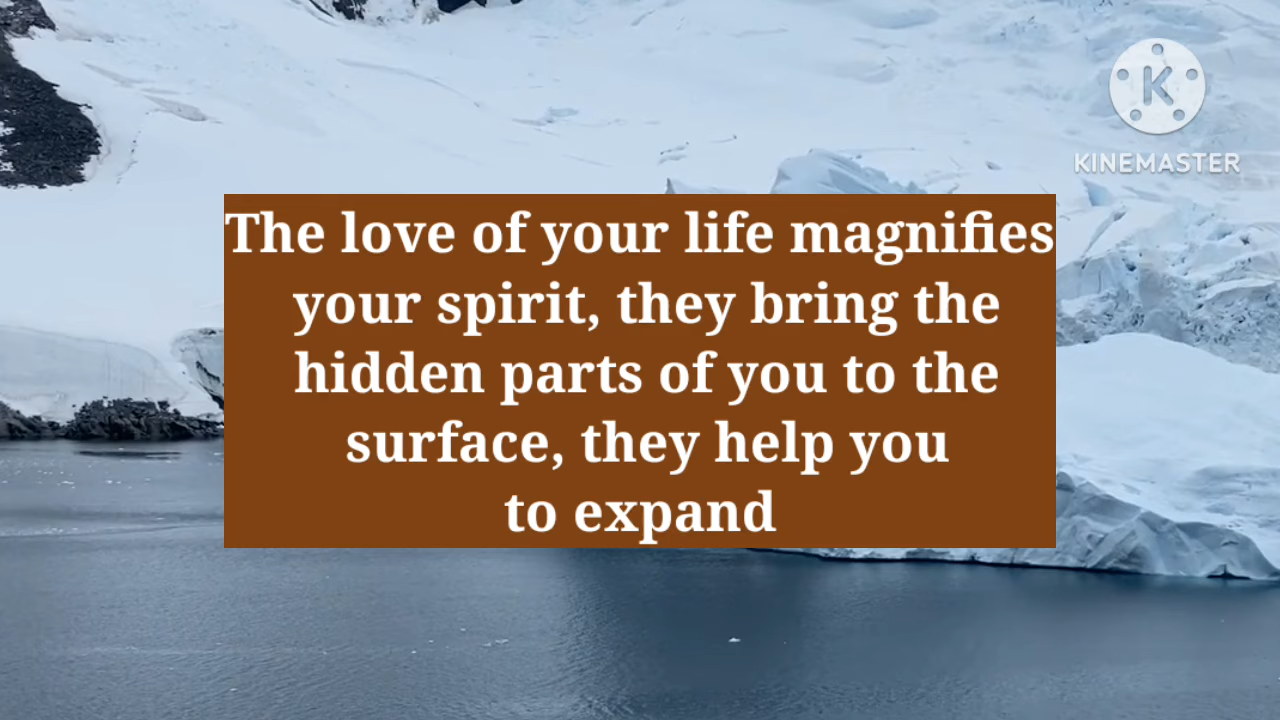 K
KINEMASTER
The love of your life magnifies
your spirit, they bring the
hidden parts of you to the
surface, they help you
to expand